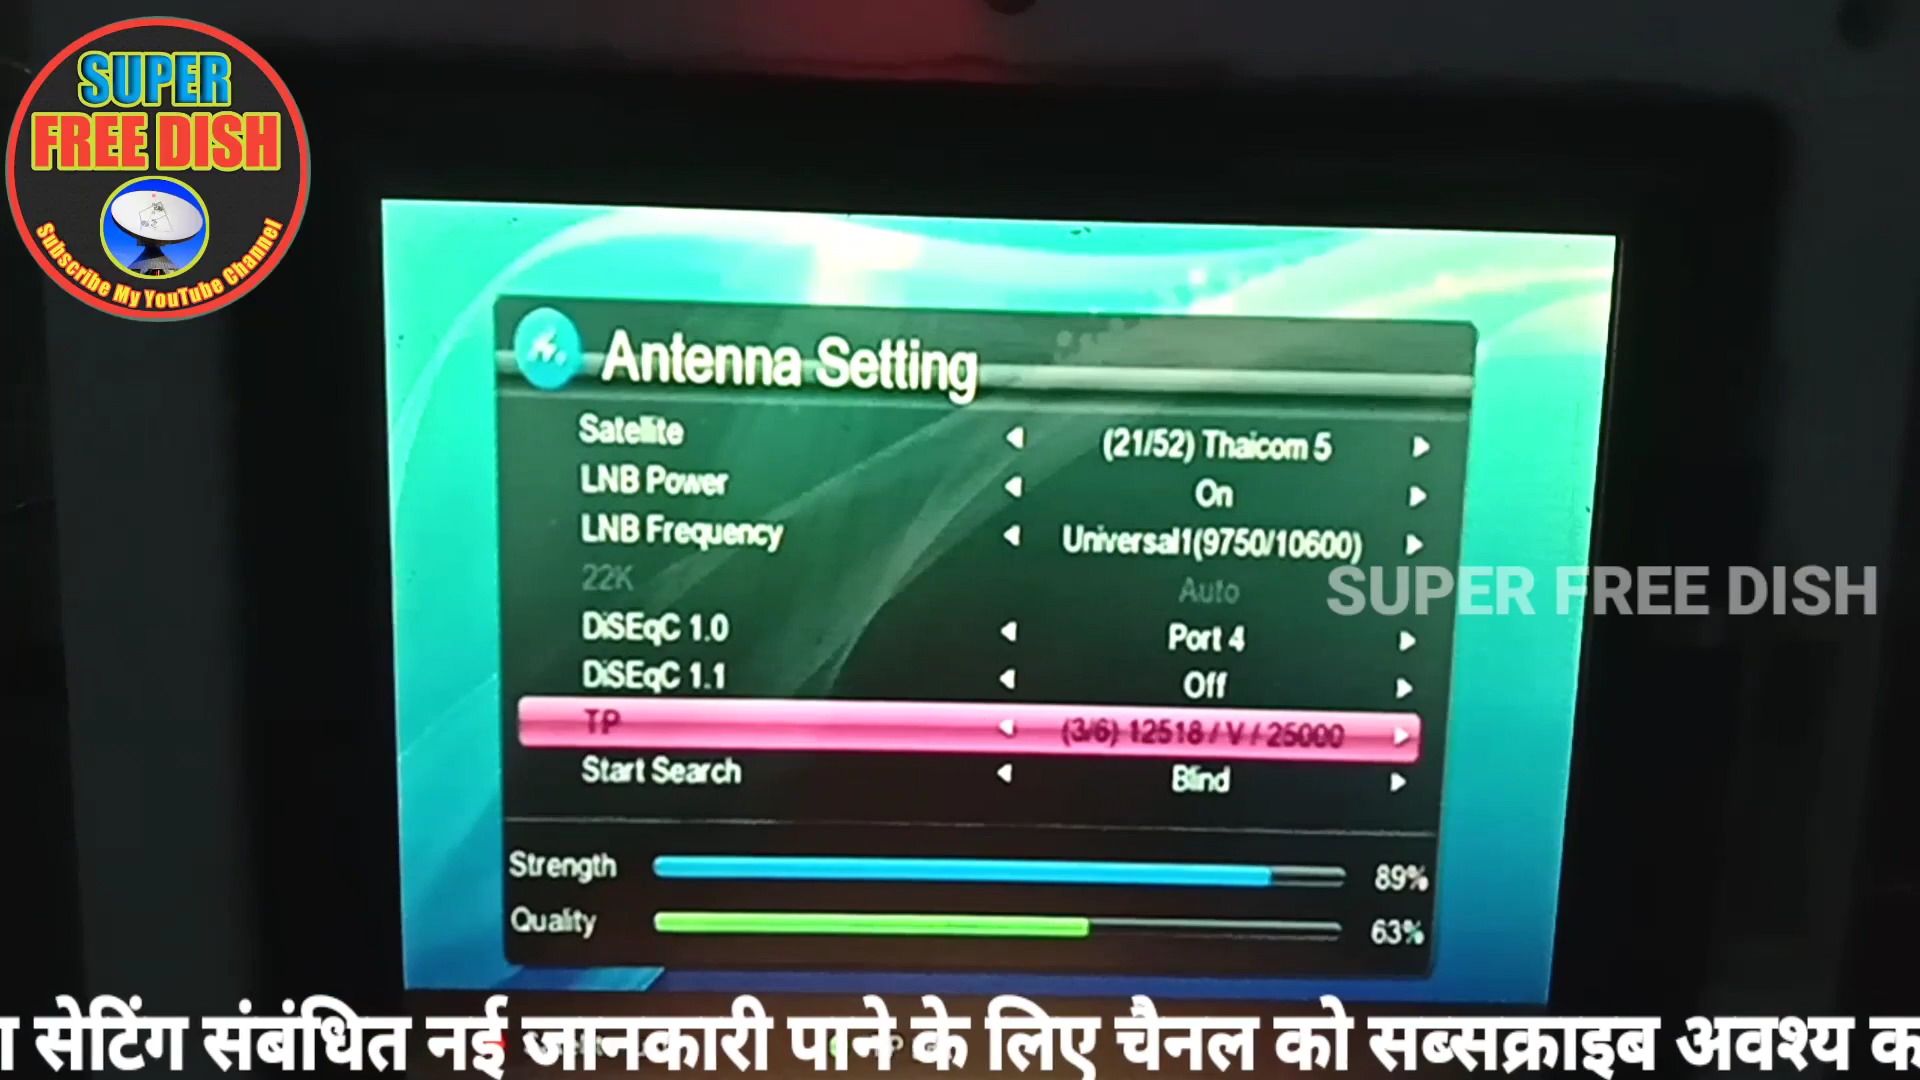 SUPER
FREE DISH
Subscribe My YouTube Channel
Antenna Setting
Satellite (21/52) Thaicom 5
LNB Power On
LNB Frequency Universal1(9750/10600)
22K Auto
SUPER FREE DISH
DiSEqC 1.0 Port 4
DiSEqC 1.1 Off
TP (3/6) 12518 / V / 25000
Start Search Blind
Strength 89%
Quality 63%
सेटिंग संबंधित नई जानकारी पाने के लिए चैनल को सब्सक्राइब अवश्य